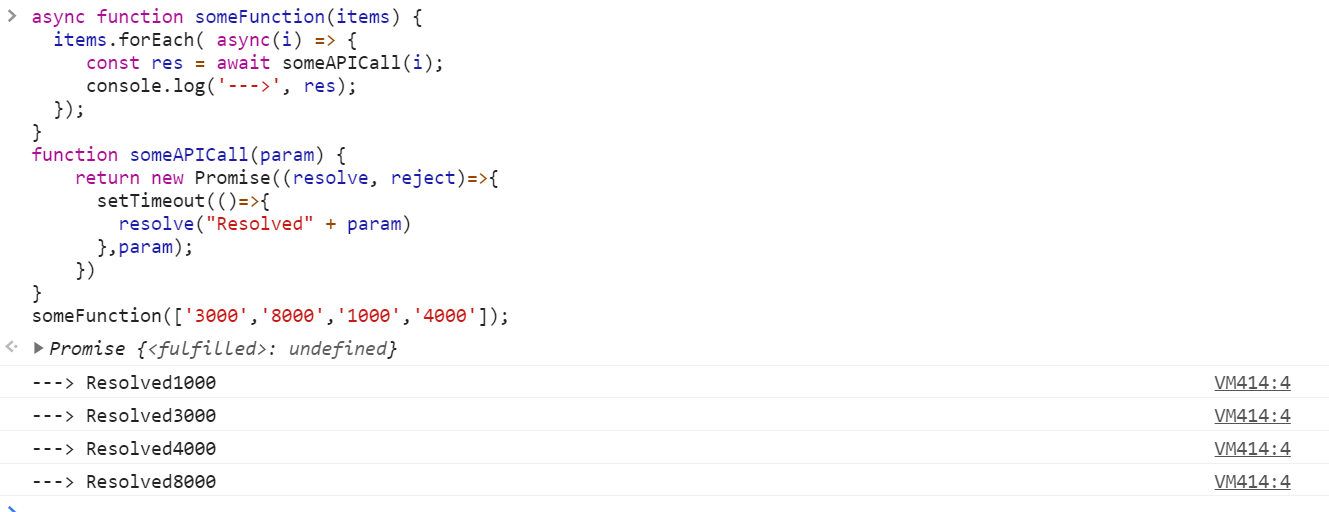 async function someFunction(items) {
  items.forEach( async(i) => {
     const res = await someAPICall(i);
     console.log('--->', res);
  });
}
function someAPICall(param) {
    return new Promise((resolve, reject)=>{
      setTimeout(()=>{
        resolve("Resolved" + param)
      },param);
    })
}
someFunction(['3000','8000','1000','4000']);
Promise {<fulfilled>: undefined}
---> Resolved1000 VM414:4
---> Resolved3000 VM414:4
---> Resolved4000 VM414:4
---> Resolved8000 VM414:4